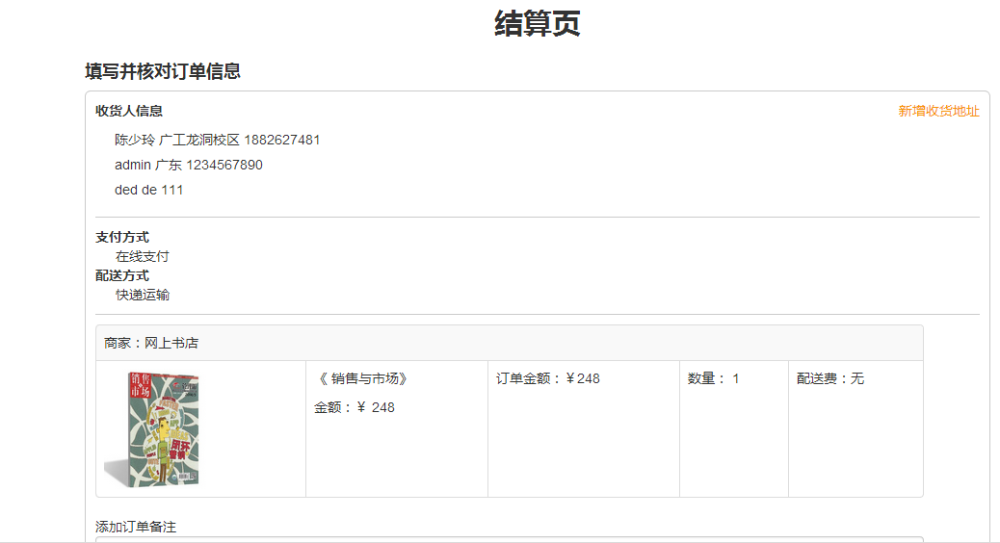 结算页
填写并核对订单信息
收货人信息
新增收货地址
陈少玲 广工龙洞校区 1882627481
admin 广东 1234567890
ded de 111
支付方式
在线支付
配送方式
快递运输
商家：网上书店
销售
市场
《 销售与市场》
金额：￥ 248
订单金额：￥248
数量： 1
配送费：无
添加订单备注